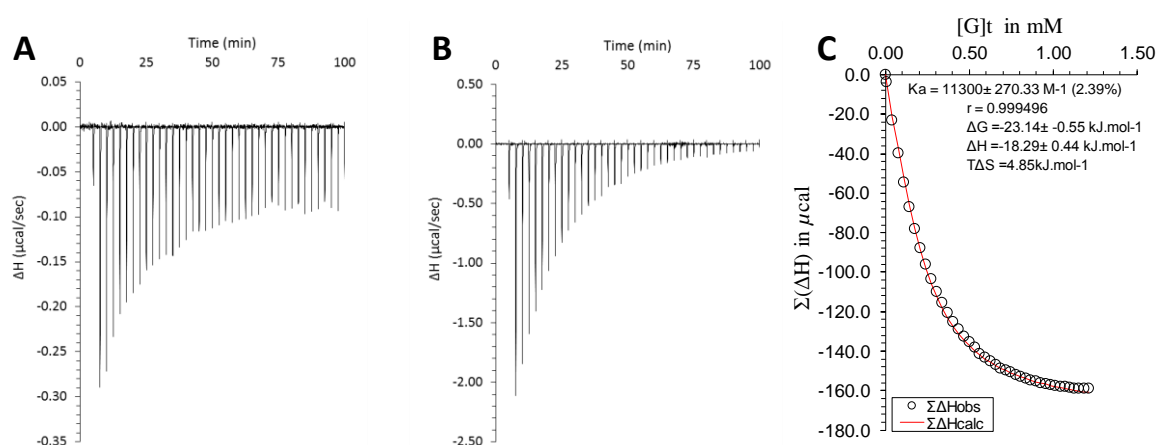 A
Time (min)
0 25 50 75 100
0.05
0.00
-0.05
-0.10
-0.15
-0.20
-0.25
-0.30
-0.35
ΔH (μcal/sec)
B
Time (min)
0 25 50 75 100
0.50
0.00
-0.50
-1.00
-1.50
-2.00
-2.50
ΔH (μcal/sec)
C
[G]t in mM
0.00 0.50 1.00 1.50
0.0
-20.0
-40.0
-60.0
-80.0
-100.0
-120.0
-140.0
-160.0
-180.0
Σ(ΔH) in μcal
Ka = 11300± 270.33 M-1 (2.39%)
r = 0.999496
ΔG =-23.14± -0.55 kJ.mol-1
ΔH =-18.29± 0.44 kJ.mol-1
TΔS =4.85kJ.mol-1
ΣΔHobs
ΣΔHcalc